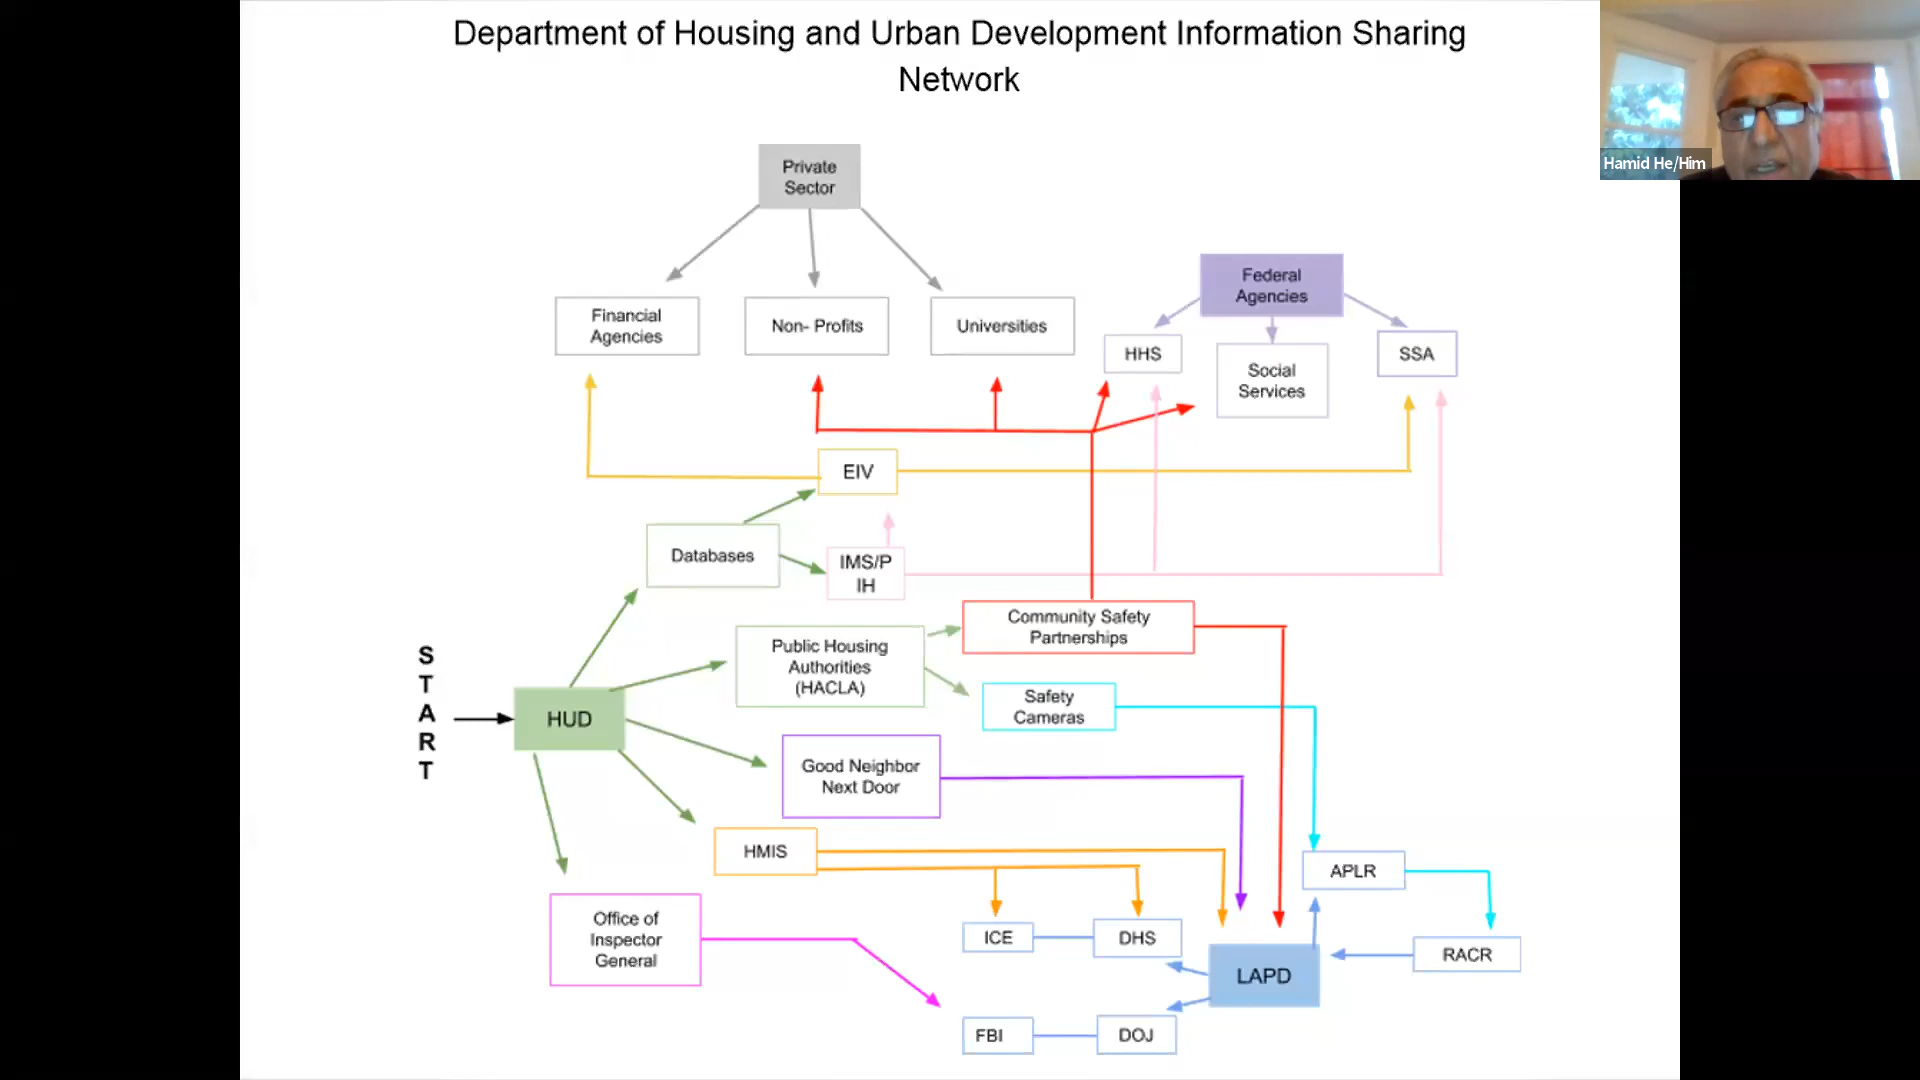 Department of Housing and Urban Development Information Sharing
Network
Hamid He/Him
Private
Sector
Federal
Agencies
Financial
Agencies
Non- Profits
Universities
HHS
Social
Services
SSA
EIV
Databases
IMS/P
IH
Community Safety
Partnerships
Public Housing
Authorities
(HACLA)
Safety
Cameras
S
T
A
R
T
HUD
Good Neighbor
Next Door
HMIS
APLR
Office of
Inspector
General
ICE
DHS
LAPD
RACR
FBI
DOJ